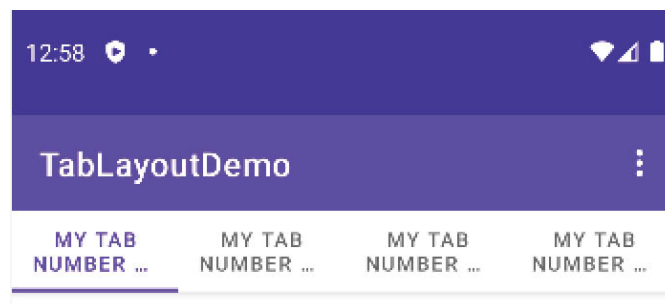 12:58
TabLayoutDemo
MY TAB MY TAB MY TAB MY TAB
NUMBER ... NUMBER ... NUMBER ... NUMBER ...